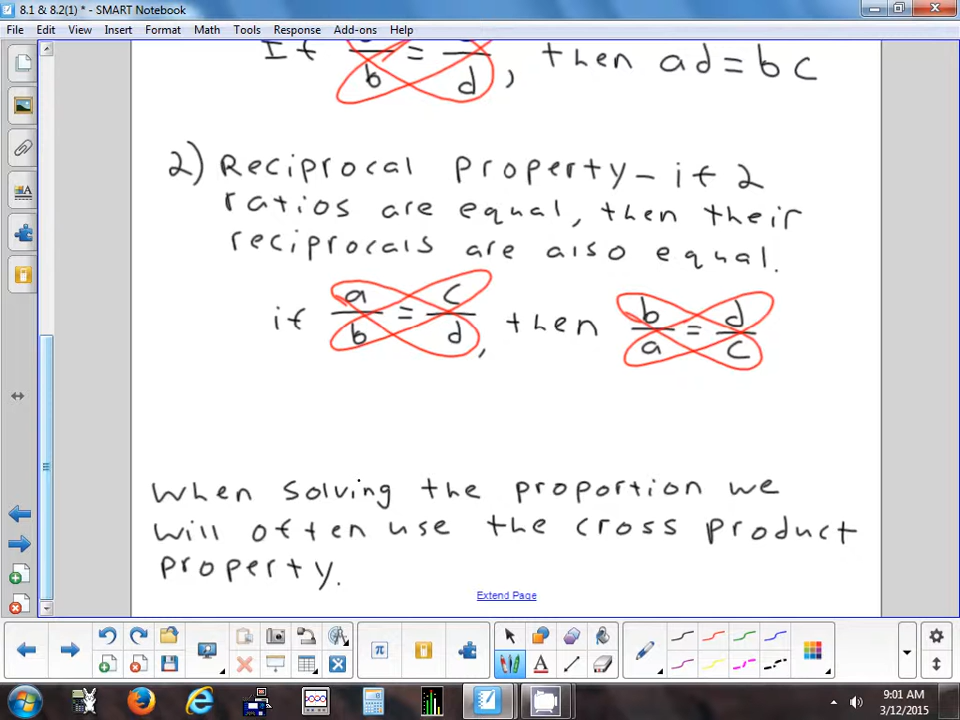 8.1 & 8.2(1) * - SMART Notebook
File Edit View Insert Format Math Tools Response Add-ons Help
If
b = d , then ad = bc
2) Reciprocal Property - if 2
ratios are equal, then their
reciprocals are also equal.
if a/b = c/d, then b/a = d/c
When solving the proportion we
will often use the cross product
property.
Extend Page
π
A
9:01 AM
3/12/2015